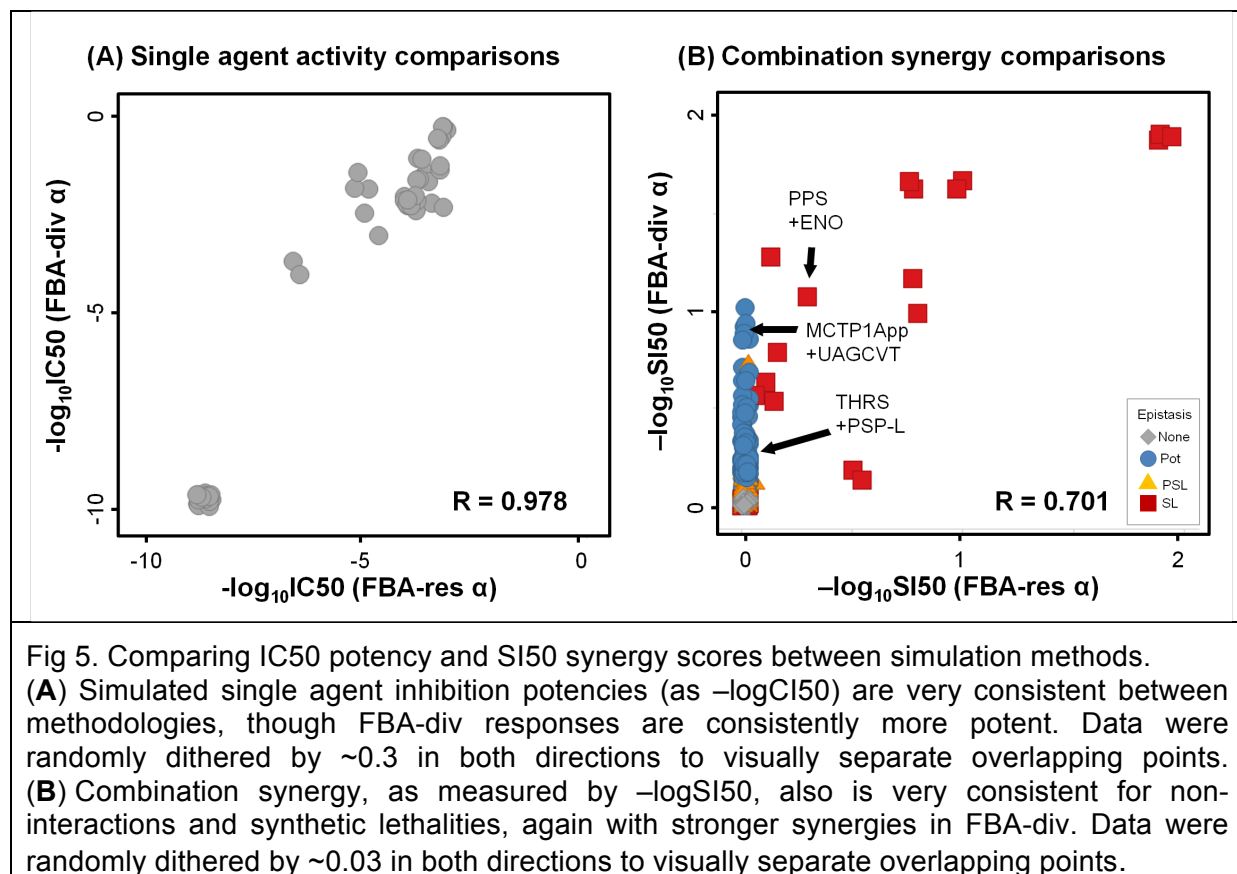 (A) Single agent activity comparisons
-log10IC50 (FBA-div α)
0
-5
-10
R = 0.978
-10
-5
0
-log10IC50 (FBA-res α)
(B) Combination synergy comparisons
–log10SI50 (FBA-div α)
2
1
0
PPS
+ENO
MCTP1App
+UAGCVT
THRS
+PSP-L
Epistasis
None
Pot
PSL
SL
R = 0.701
0
1
2
–log10SI50 (FBA-res α)
Fig 5. Comparing IC50 potency and SI50 synergy scores between simulation methods.
(A) Simulated single agent inhibition potencies (as –logCI50) are very consistent between
methodologies, though FBA-div responses are consistently more potent. Data were
randomly dithered by ~0.3 in both directions to visually separate overlapping points.
(B) Combination synergy, as measured by –logSI50, also is very consistent for non-
interactions and synthetic lethalities, again with stronger synergies in FBA-div. Data were
randomly dithered by ~0.03 in both directions to visually separate overlapping points.